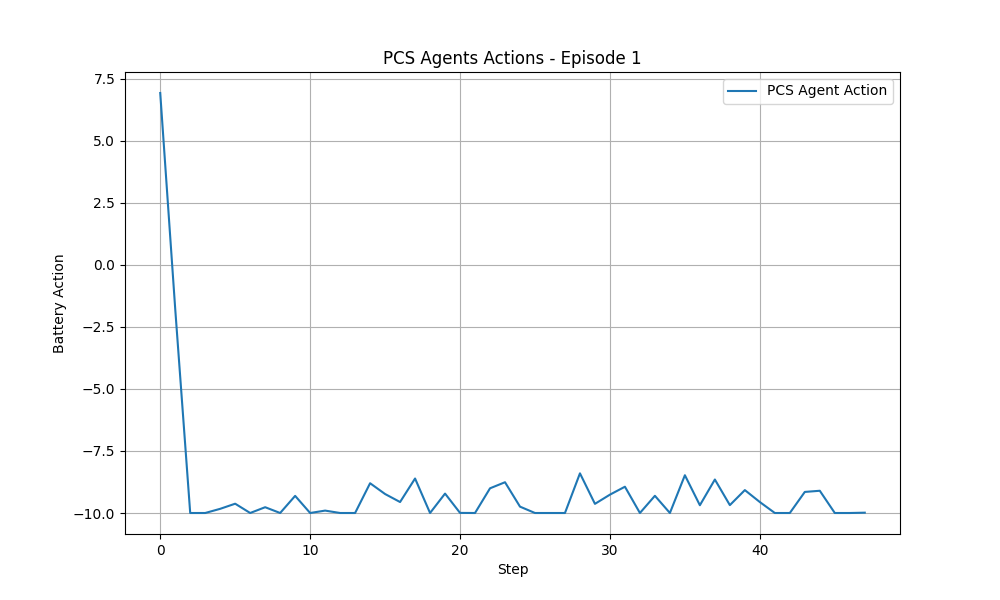 PCS Agents Actions - Episode 1
PCS Agent Action
7.5
5.0
2.5
0.0
−2.5
−5.0
−7.5
−10.0
Battery Action
0 10 20 30 40
Step